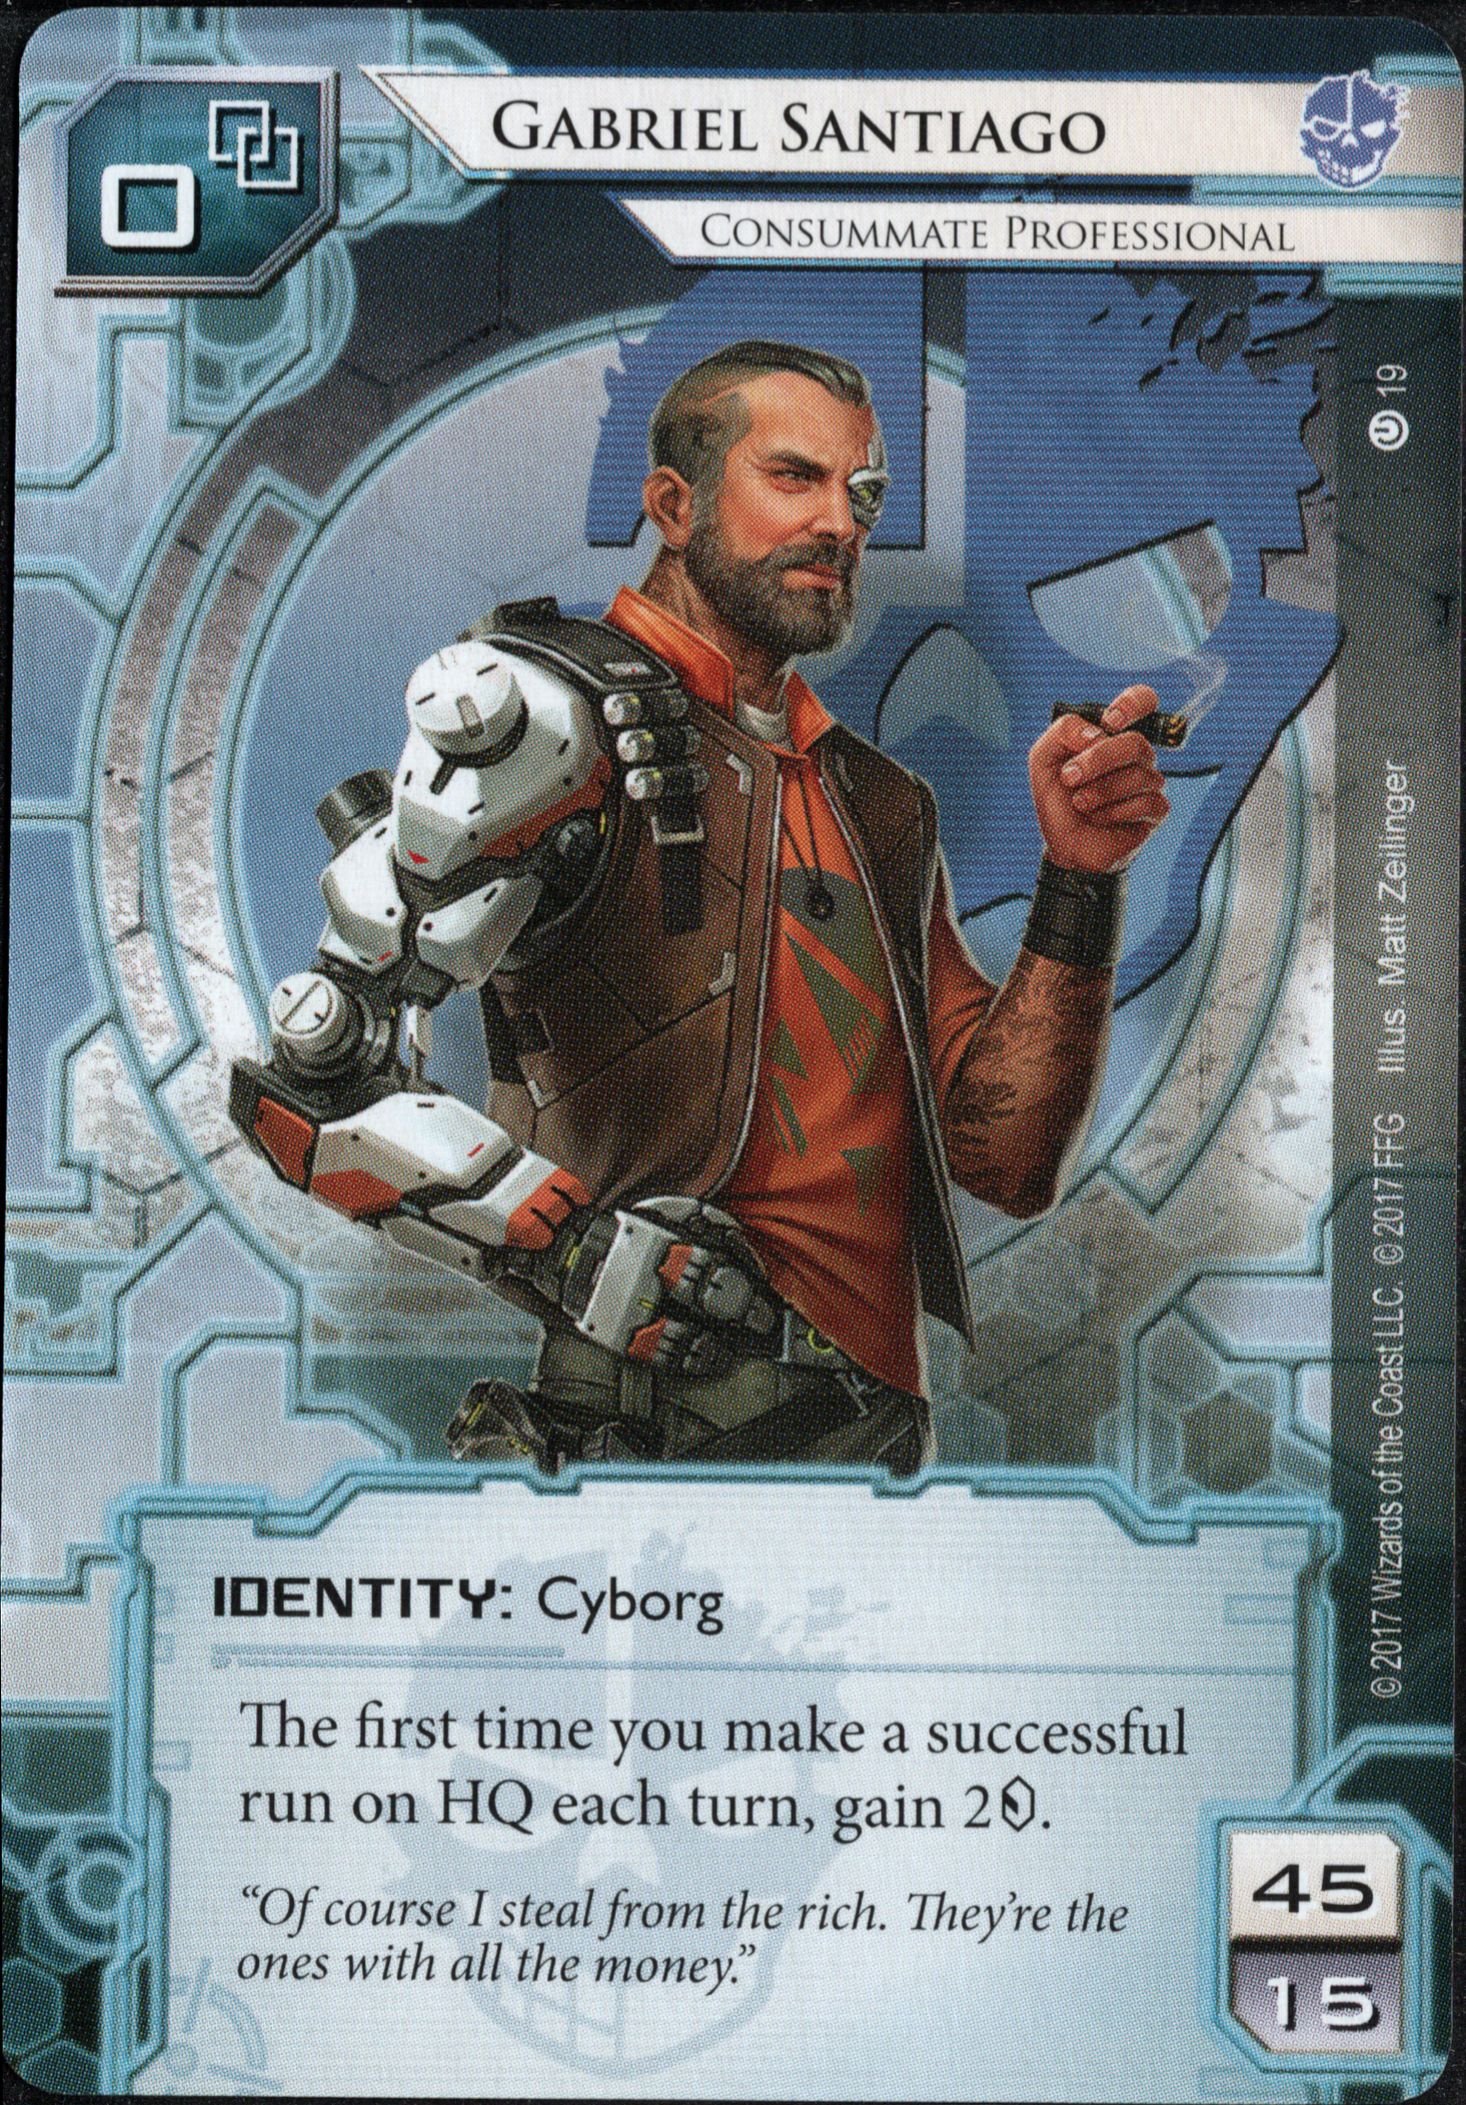 0
GABRIEL SANTIAGO
CONSUMMATE PROFESSIONAL
19
Illus. Matt Zeilinger
© 2017 Wizards of the Coast LLC. © 2017 FFG
IDENTITY: Cyborg
The first time you make a successful
run on HQ each turn, gain 2.
“Of course I steal from the rich. They’re the
ones with all the money.”
45
15